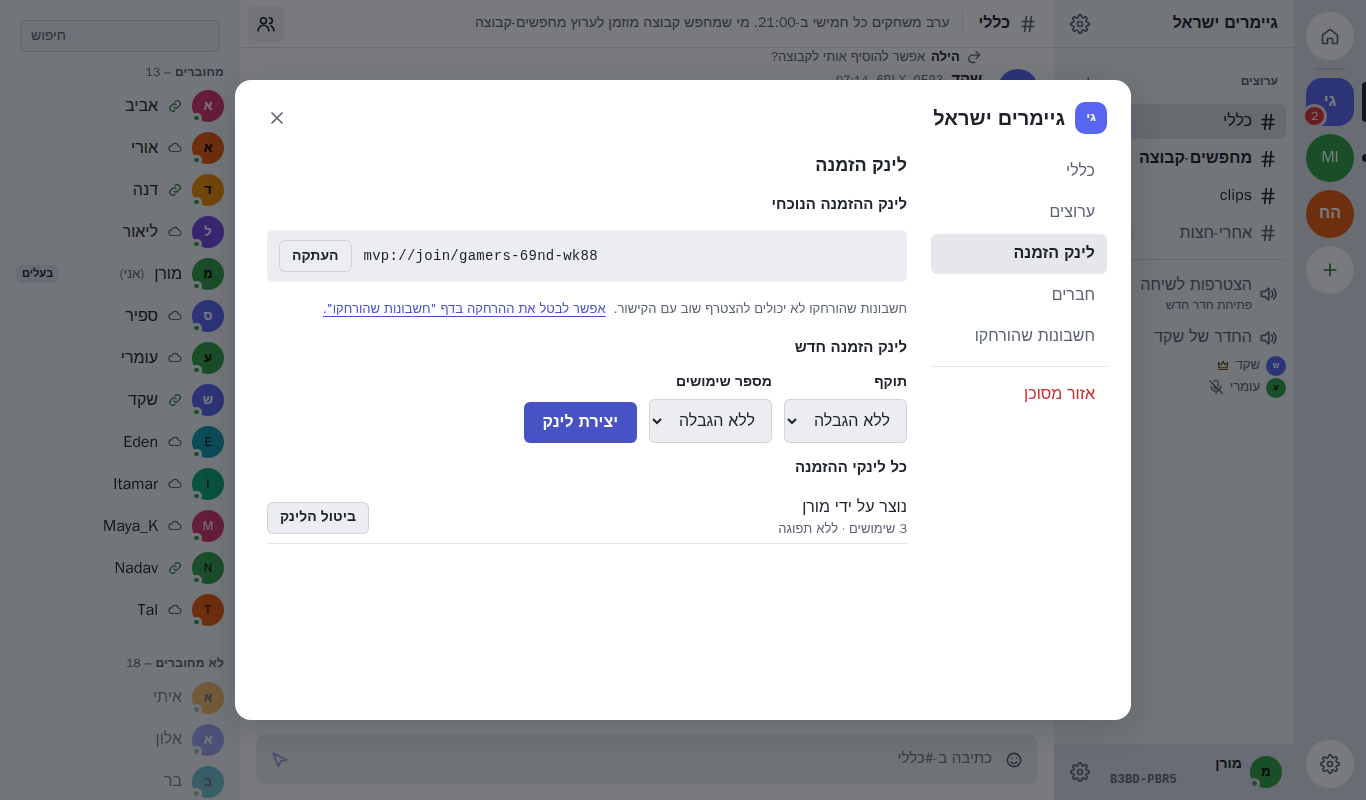 גי
2
MI
הח
גיימרים ישראל
ערוצים
כללי
מחפשים-קבוצה
clips
אחרי-חצות
הצטרפות לשיחה
פתיחת חדר חדש
החדר של שקד
ש שקד
ע עומרי
מ מורן
B3BD-PBR5
כללי
ערב משחקים כל חמישי ב-21:00. מי שמחפש קבוצה מוזמן לערוץ מחפשים-קבוצה
הילה אפשר להוסיף אותי לקבוצה?
כתיבה ב-#כללי
גי גיימרים ישראל
כללי
ערוצים
לינק הזמנה
חברים
חשבונות שהורחקו
אזור מסוכן
לינק הזמנה
לינק ההזמנה הנוכחי
mvp://join/gamers-69nd-wk88
העתקה
חשבונות שהורחקו לא יכולים להצטרף שוב עם הקישור. אפשר לבטל את ההרחקה בדף "חשבונות שהורחקו".
לינק הזמנה חדש
תוקף
מספר שימושים
ללא הגבלה
ללא הגבלה
יצירת לינק
כל לינקי ההזמנה
נוצר על ידי מורן
3 שימושים · ללא תפוגה
ביטול הלינק
חיפוש
מחוברים – 13
א אביב
א אורי
ד דנה
ל ליאור
מ מורן (אני) בעלים
ס ספיר
ע עומרי
ש שקד
E Eden
I Itamar
M Maya_K
N Nadav
T Tal
לא מחוברים – 18
א איתי
א אלון
ב בר